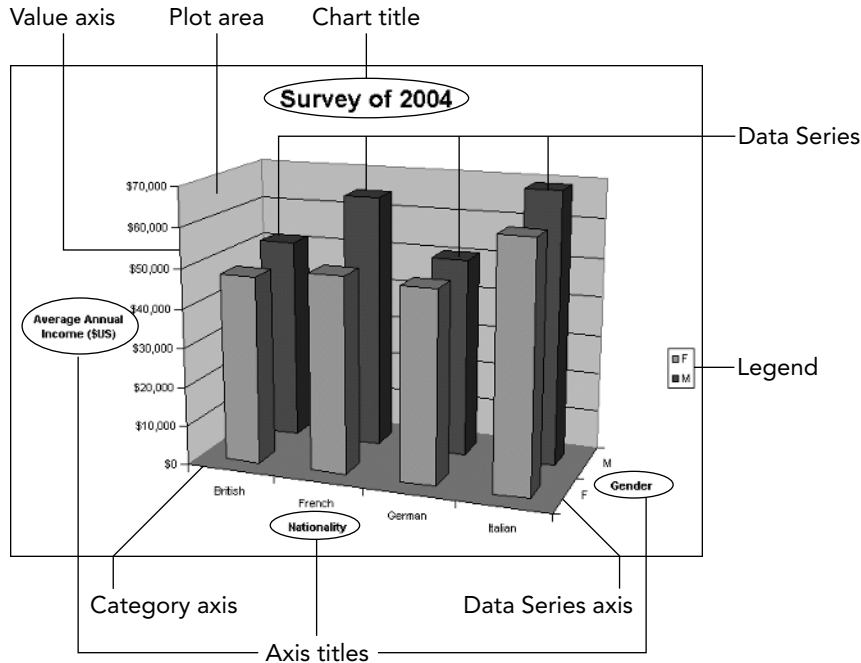 Value axis
Plot area
Chart title
Survey of 2004
Data Series
$70,000
$60,000
$50,000
$40,000
$30,000
$20,000
$10,000
$0
Average Annual
Income ($US)
F
M
Legend
M
F
Gender
British
French
German
Italian
Nationality
Category axis
Data Series axis
Axis titles